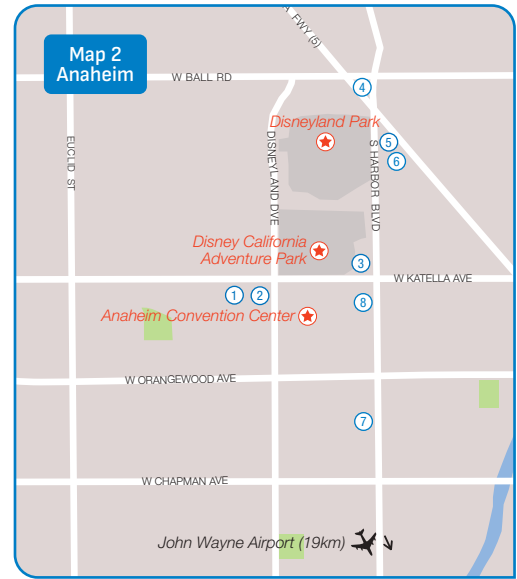 Map 2
Anaheim
A FWY (5)
W BALL RD
4
Disneyland Park
5
6
EUCLID ST
DISNEYLAND DVE
S HARBOR BLVD
Disney California
Adventure Park
3
W KATELLA AVE
1
2
8
Anaheim Convention Center
W ORANGEWOOD AVE
7
W CHAPMAN AVE
John Wayne Airport (19km)